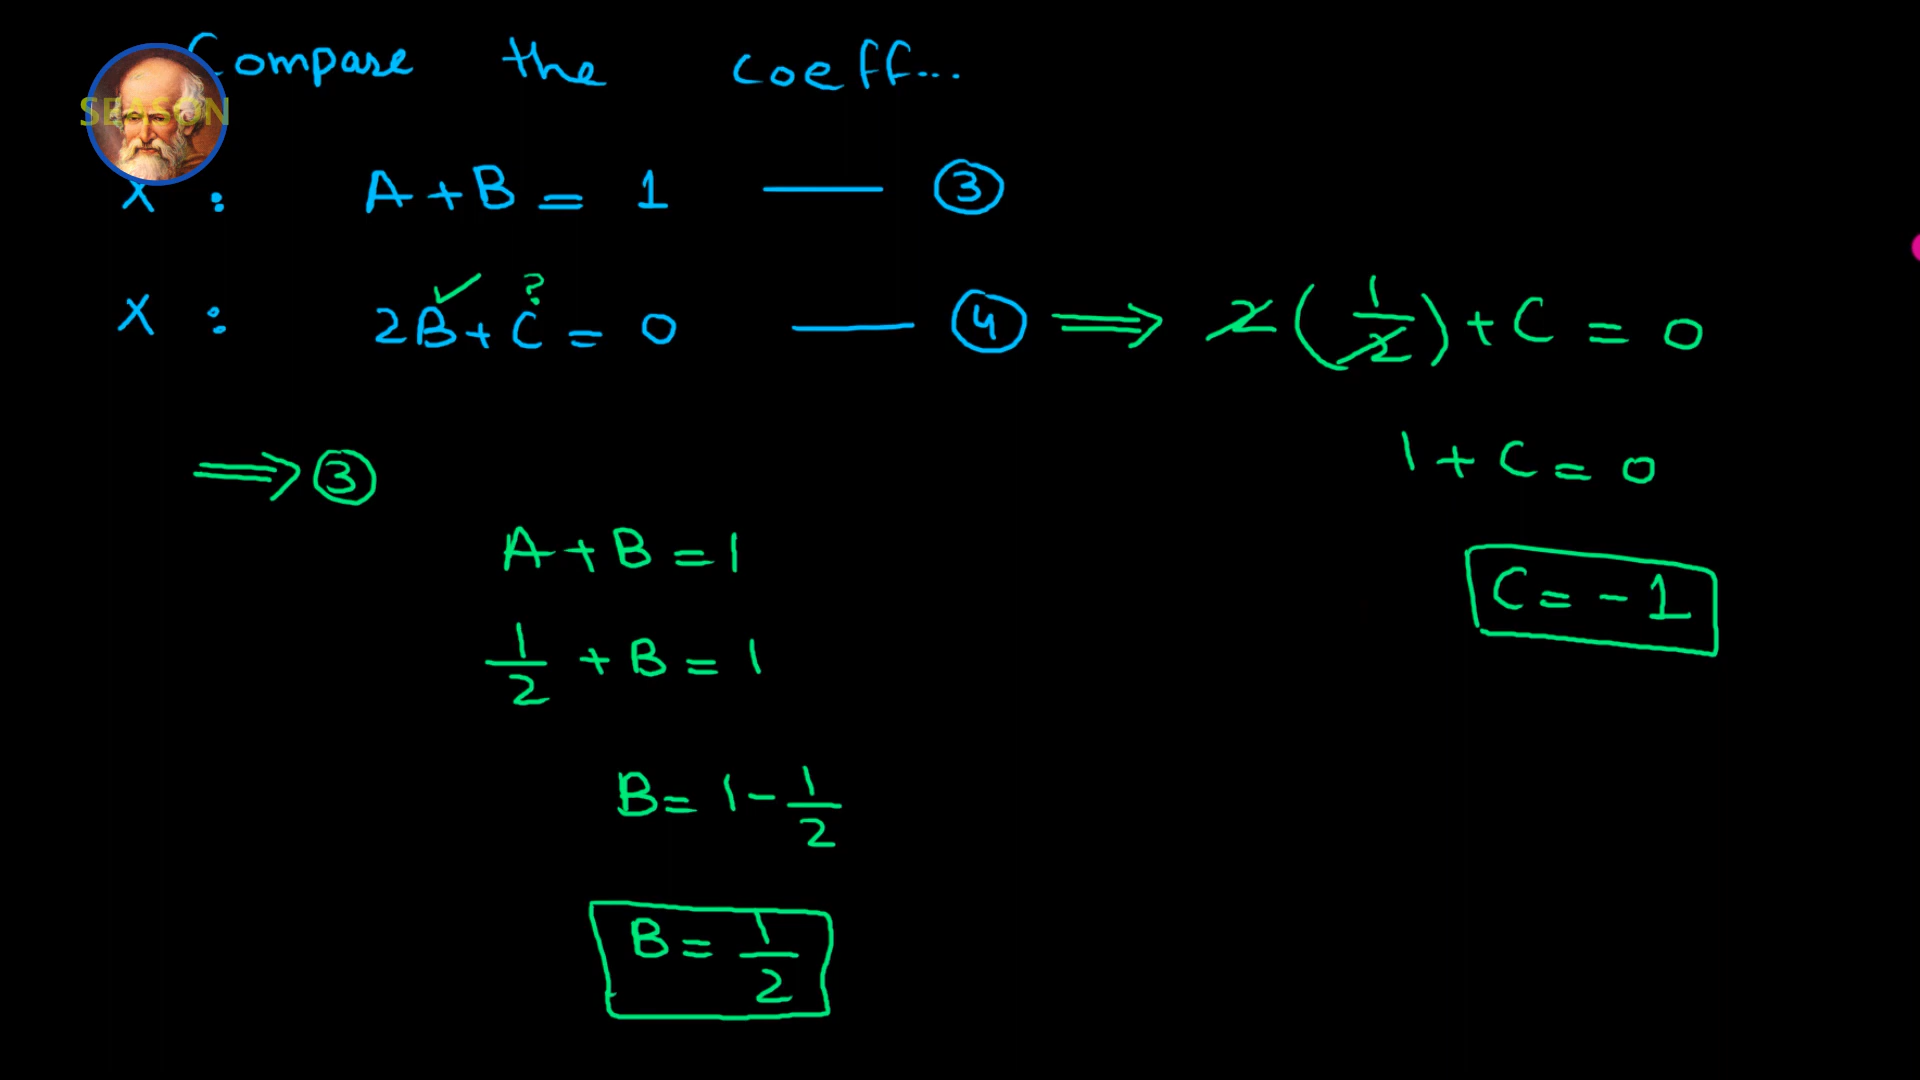 Compare the coeff...
SEASON
X : A + B = 1 —— ③
X : 2B + C = 0 —— ④ ⟹ 2(1/2) + C = 0
✓ ?
⟹ ③
1 + C = 0
A + B = 1
C = - 1
1/2 + B = 1
B = 1 - 1/2
B = 1/2